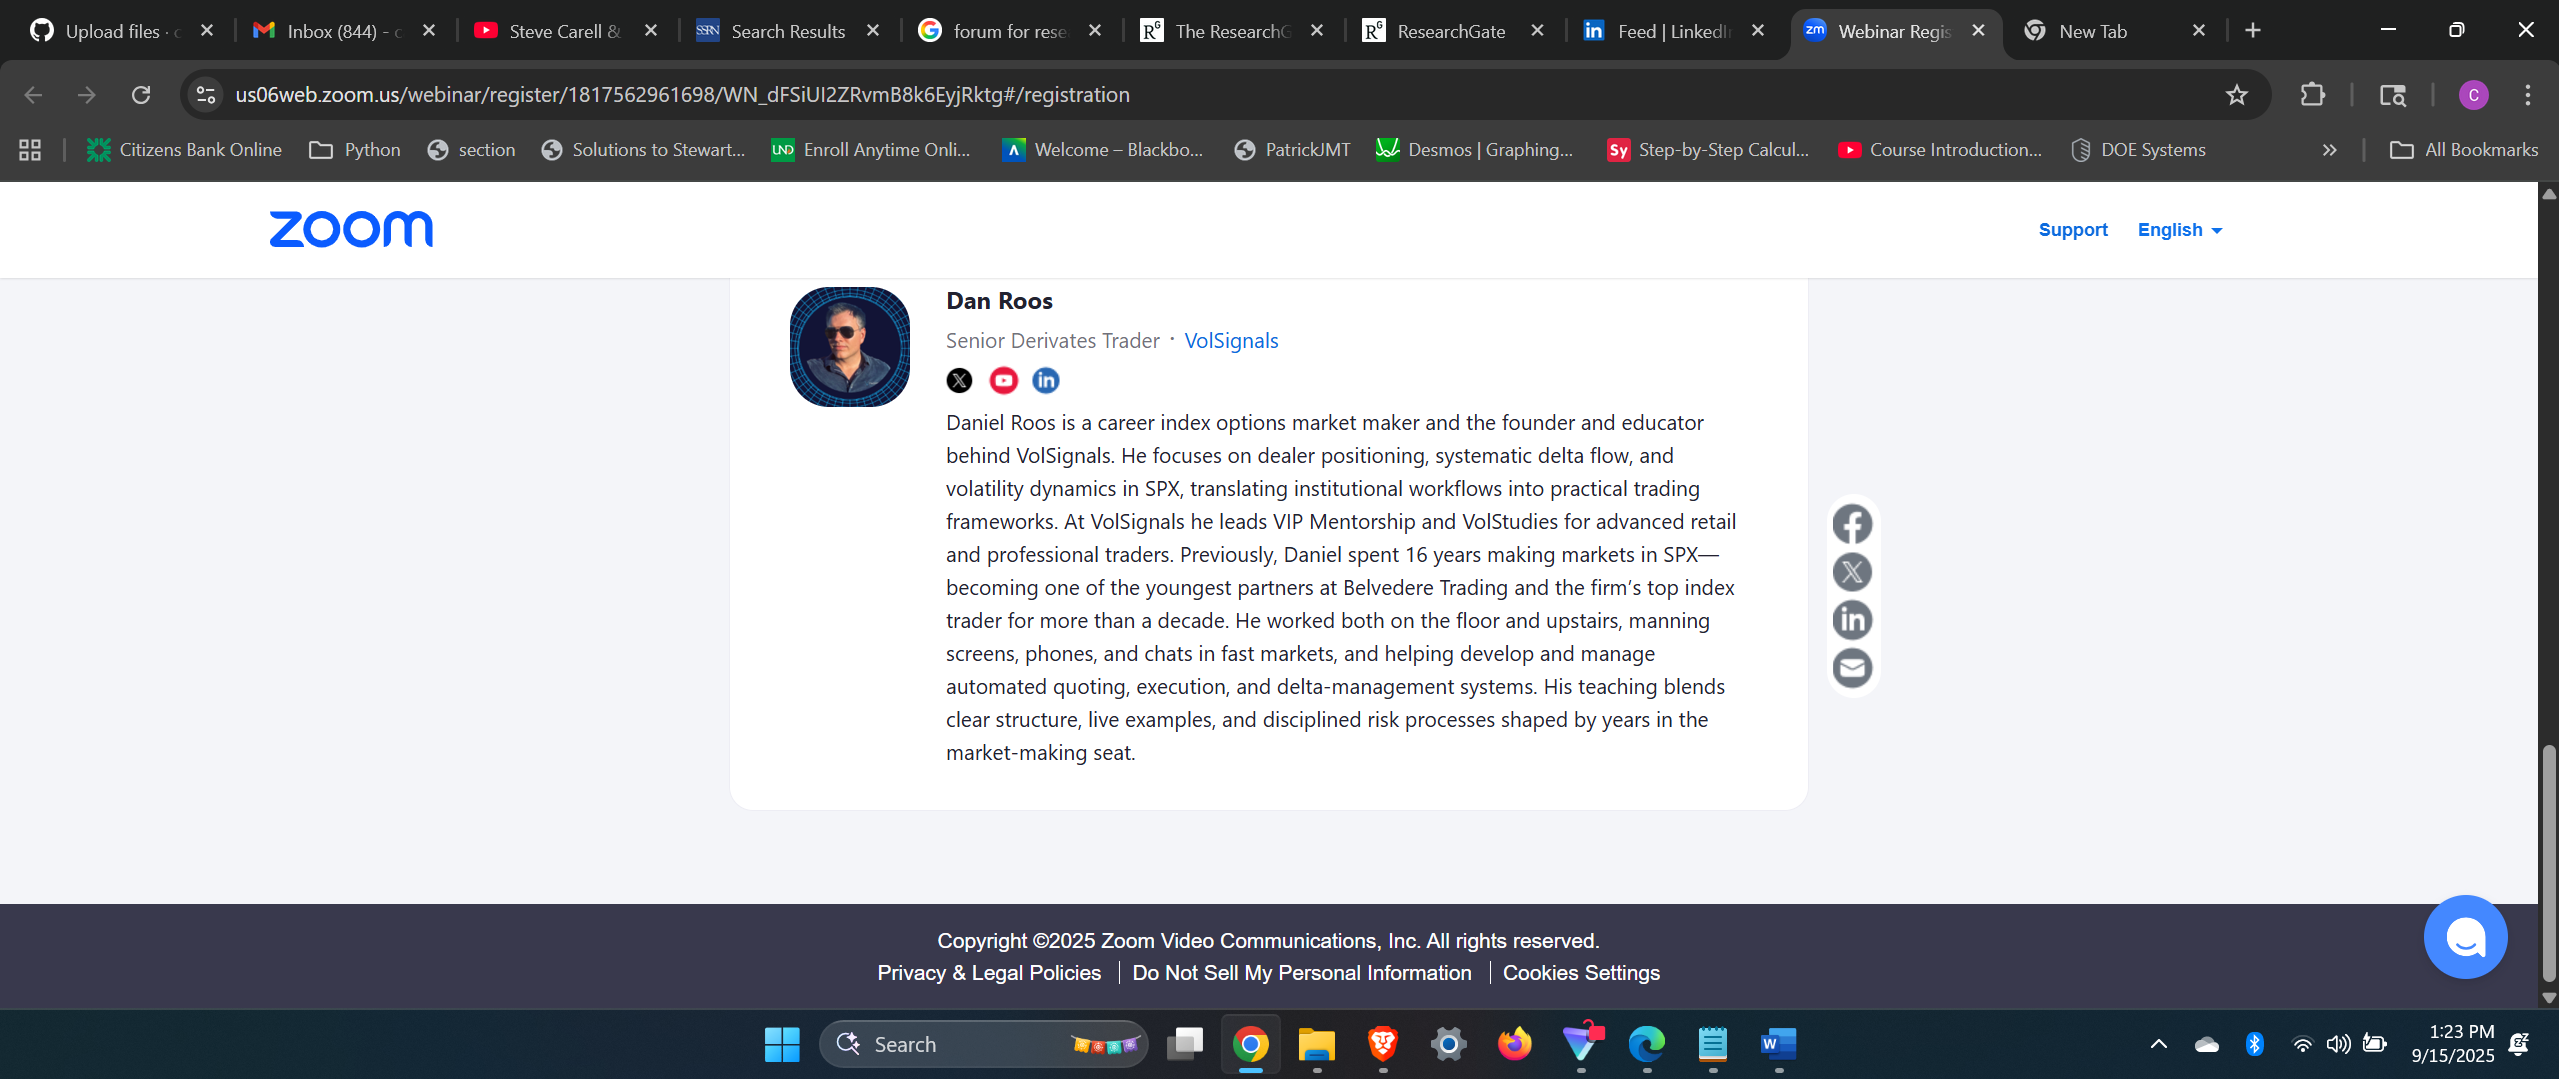 Upload files · c
Inbox (844) - c
Steve Carell &
Search Results
forum for rese
The ResearchG
ResearchGate
Feed | LinkedIn
Webinar Regis
New Tab
us06web.zoom.us/webinar/register/1817562961698/WN_dFSiUI2ZRvmB8k6EyjRktg#/registration
C
Citizens Bank Online
Python
section
Solutions to Stewart...
Enroll Anytime Onli...
Welcome – Blackbo...
PatrickJMT
Desmos | Graphing...
Step-by-Step Calcul...
Course Introduction...
DOE Systems
All Bookmarks
zoom
Support
English
Dan Roos
Senior Derivates Trader · VolSignals
Daniel Roos is a career index options market maker and the founder and educator
behind VolSignals. He focuses on dealer positioning, systematic delta flow, and
volatility dynamics in SPX, translating institutional workflows into practical trading
frameworks. At VolSignals he leads VIP Mentorship and VolStudies for advanced retail
and professional traders. Previously, Daniel spent 16 years making markets in SPX—
becoming one of the youngest partners at Belvedere Trading and the firm’s top index
trader for more than a decade. He worked both on the floor and upstairs, manning
screens, phones, and chats in fast markets, and helping develop and manage
automated quoting, execution, and delta-management systems. His teaching blends
clear structure, live examples, and disciplined risk processes shaped by years in the
market-making seat.
Copyright ©2025 Zoom Video Communications, Inc. All rights reserved.
Privacy & Legal Policies | Do Not Sell My Personal Information | Cookies Settings
Search
1:23 PM
9/15/2025